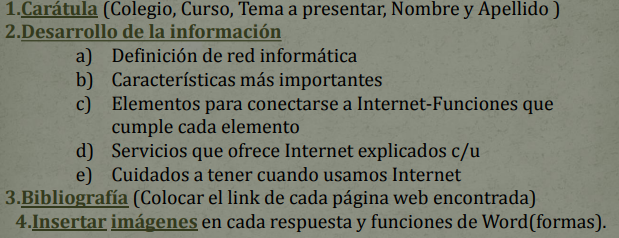 1.Carátula (Colegio, Curso, Tema a presentar, Nombre y Apellido )
2.Desarrollo de la información
a) Definición de red informática
b) Características más importantes
c) Elementos para conectarse a Internet-Funciones que
cumple cada elemento
d) Servicios que ofrece Internet explicados c/u
e) Cuidados a tener cuando usamos Internet
3.Bibliografía (Colocar el link de cada página web encontrada)
4.Insertar imágenes en cada respuesta y funciones de Word(formas).